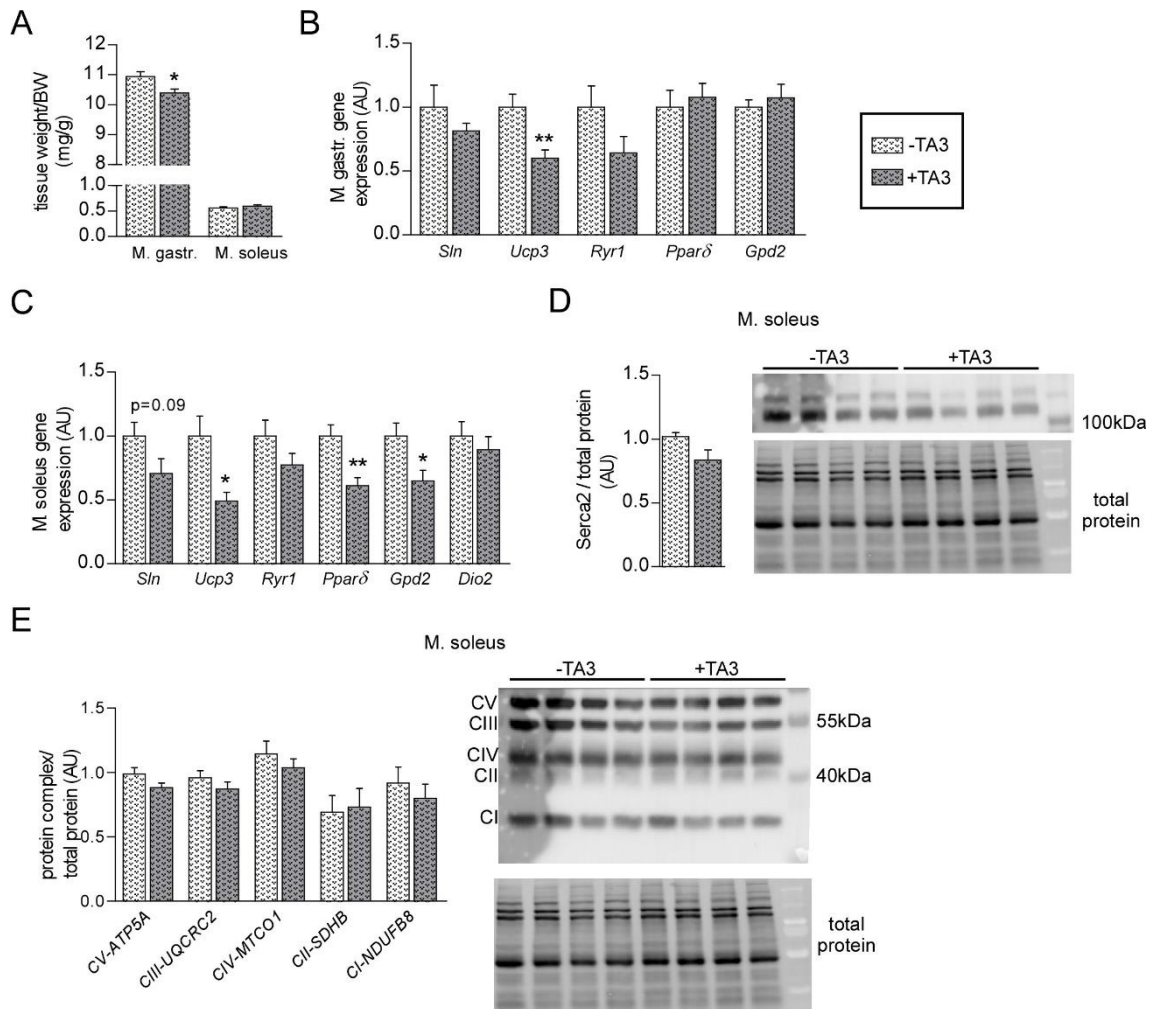 A
tissue weight/BW
(mg/g)
12
11
10
9
8
1.0
0.5
0.0
*
M. gastr.
M. soleus
B
M. gastr. gene
expression (AU)
1.5
1.0
0.5
0.0
**
Sln
Ucp3
Ryr1
Pparδ
Gpd2
-TA3
+TA3
C
M. soleus gene
expression (AU)
1.5
1.0
0.5
0.0
p=0.09
*
**
*
Sln
Ucp3
Ryr1
Pparδ
Gpd2
Dio2
D
M. soleus
Serca2 / total protein
(AU)
1.5
1.0
0.5
0.0
-TA3
+TA3
100kDa
total
protein
E
M. soleus
protein complex/
total protein (AU)
1.5
1.0
0.5
0.0
CV-ATP5A
CIII-UQCRC2
CIV-MTCO1
CII-SDHB
CI-NDUFB8
-TA3
+TA3
CV
CIII
CIV
CII
CI
55kDa
40kDa
total
protein